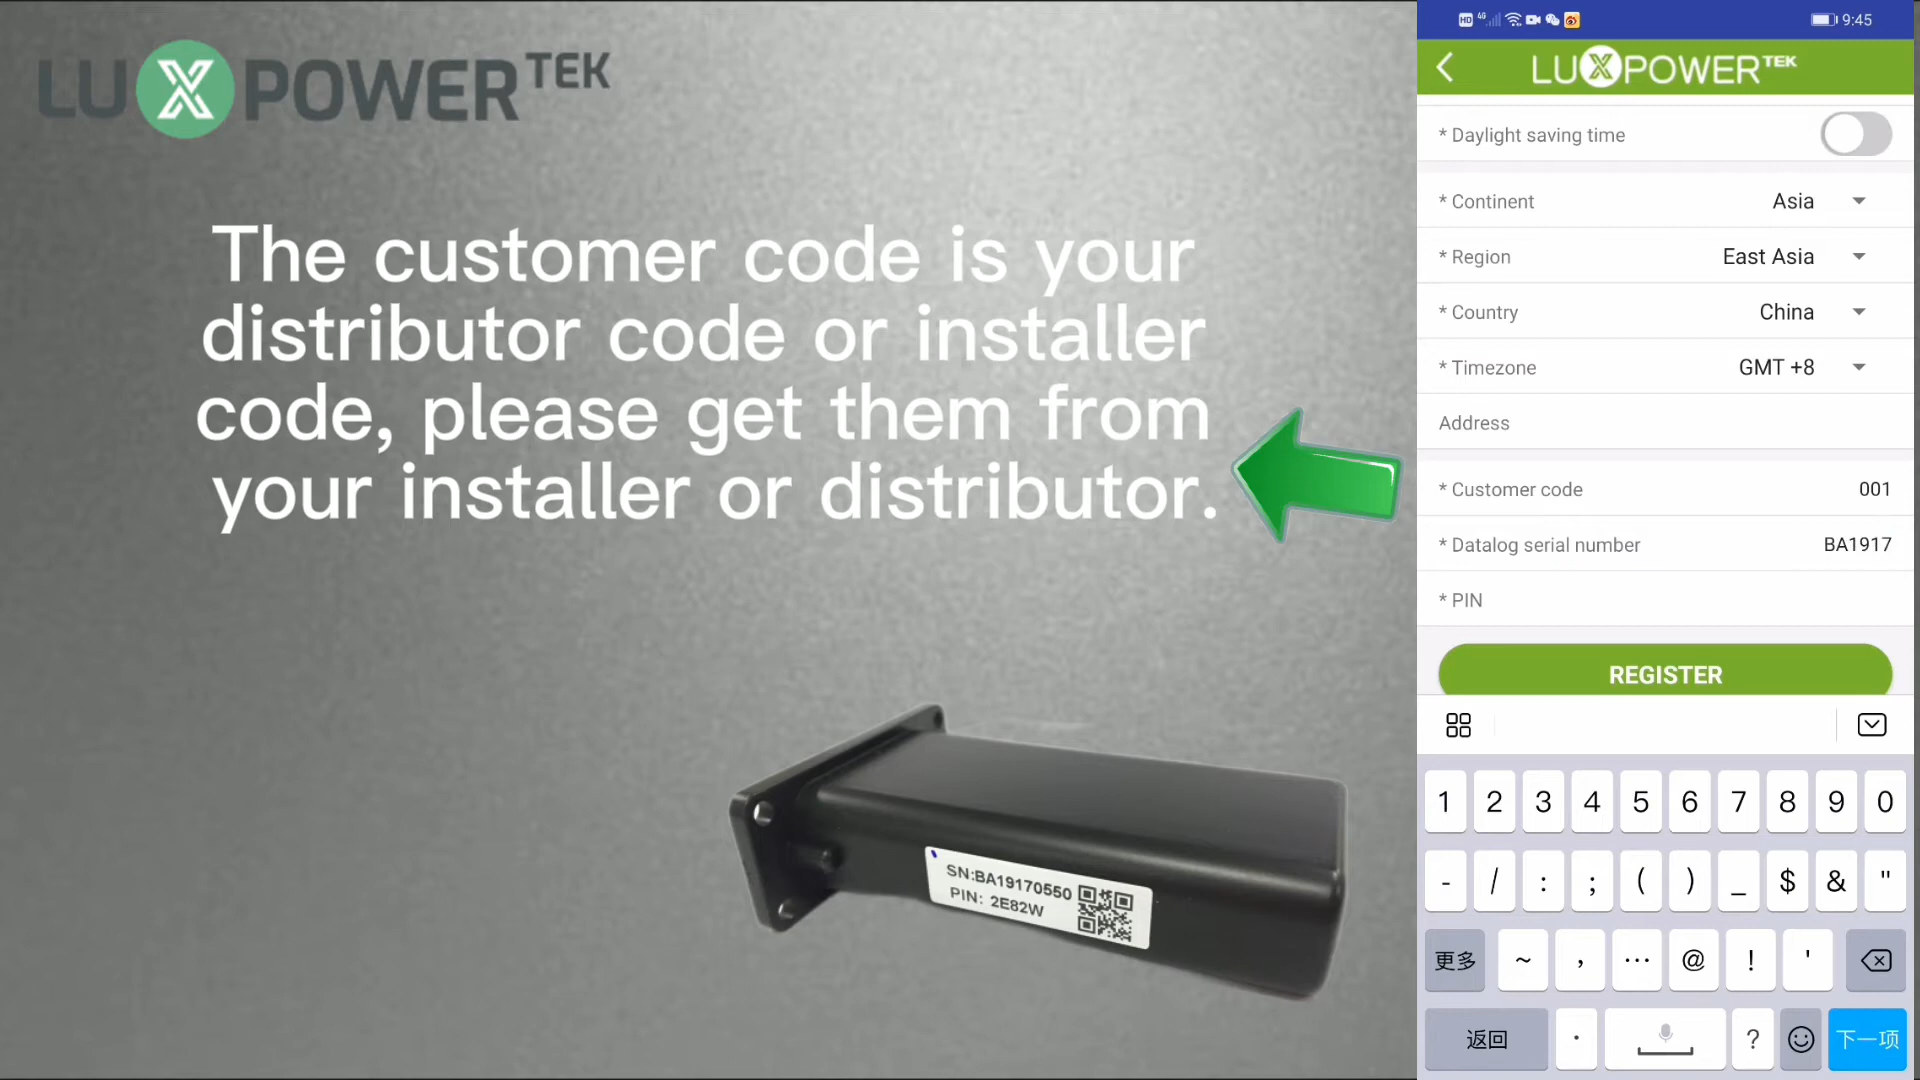 LUXPOWERTEK
The customer code is your
distributor code or installer
code, please get them from
your installer or distributor.
SN:BA19170550
PIN: 2E82W
HD 4G 9:45
LUXPOWERTEK
* Daylight saving time
* Continent Asia
* Region East Asia
* Country China
* Timezone GMT +8
Address
* Customer code 001
* Datalog serial number BA1917
* PIN
REGISTER
1 2 3 4 5 6 7 8 9 0
- / : ; ( ) _ $ & "
更多 ~ , ... @ ! '
返回 · ? 下一项